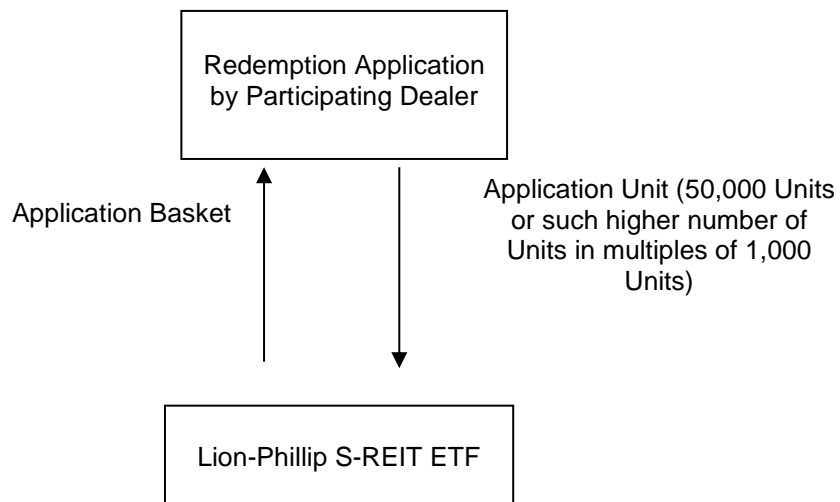 Redemption Application
by Participating Dealer
Application Basket
Application Unit (50,000 Units
or such higher number of
Units in multiples of 1,000
Units)
Lion-Phillip S-REIT ETF